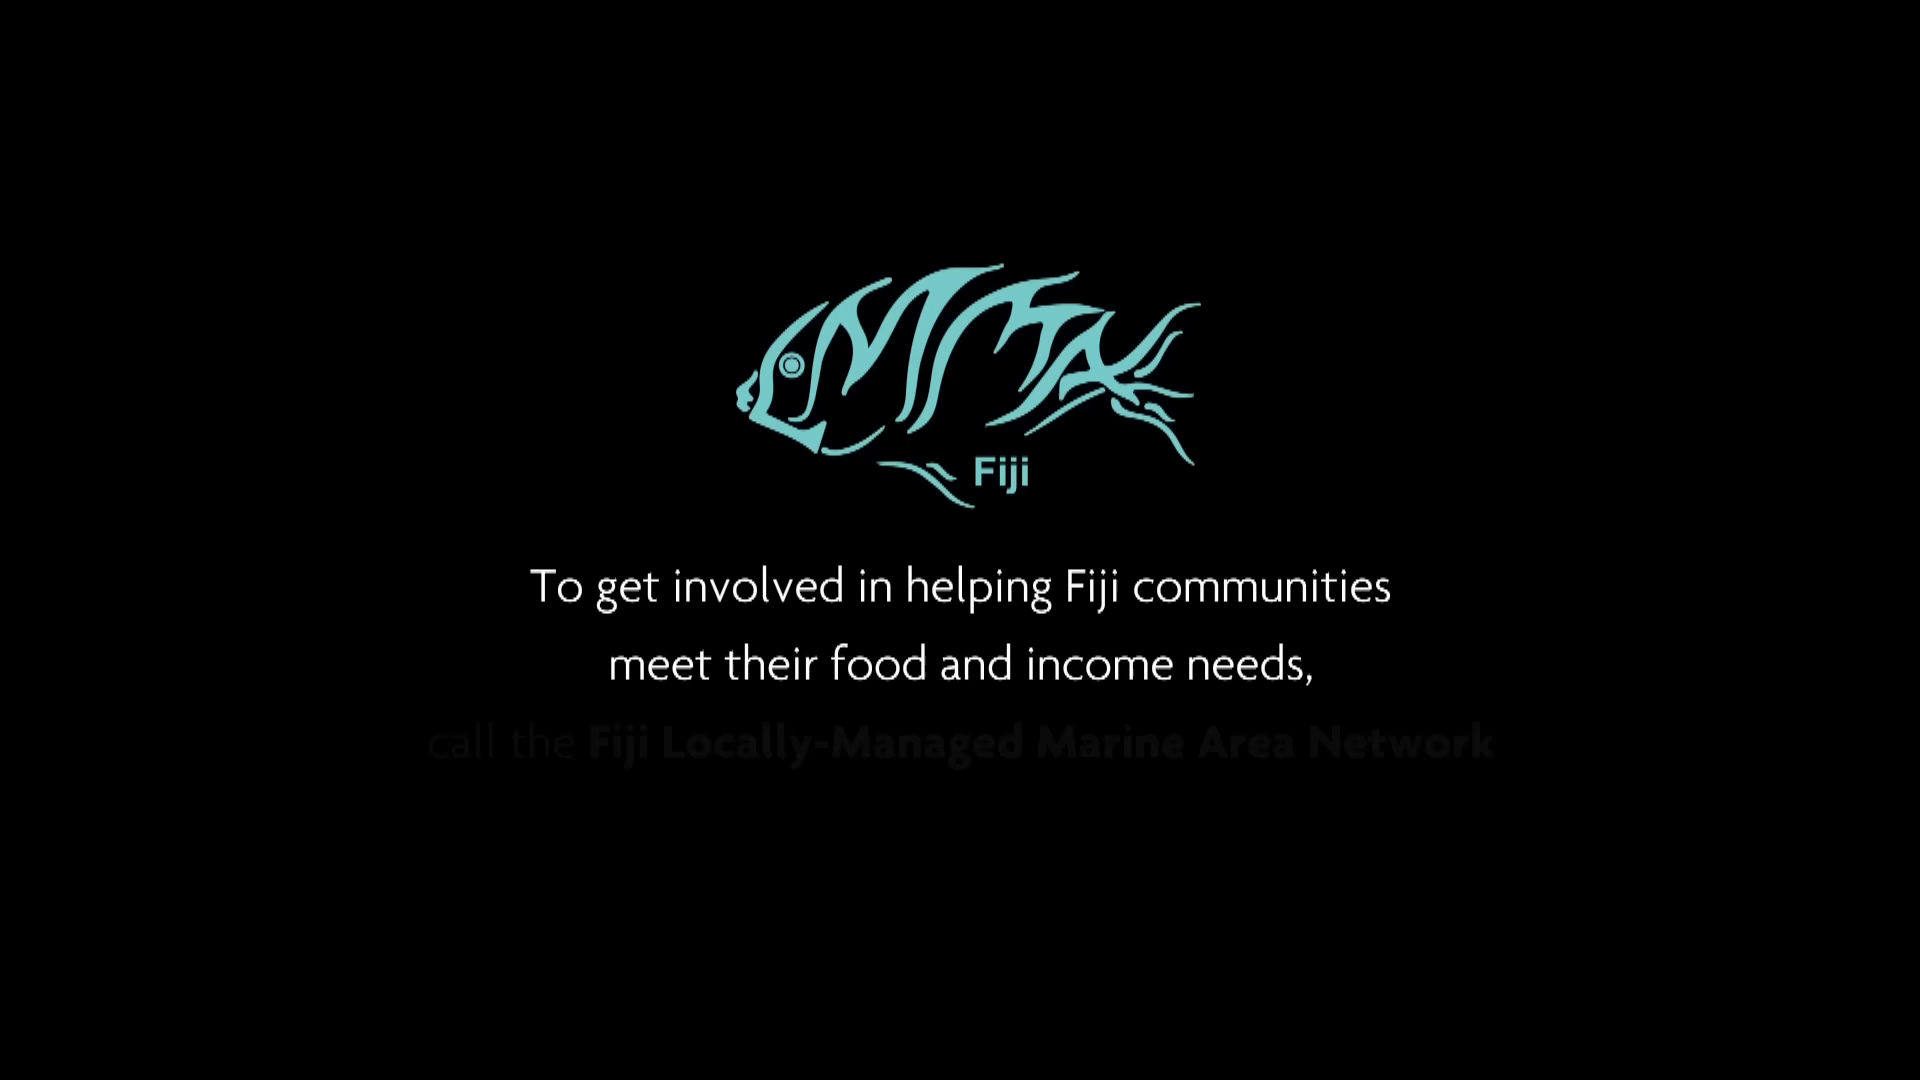 Fiji
To get involved in helping Fiji communities
meet their food and income needs,
call the Fiji Locally-Managed Marine Area Network